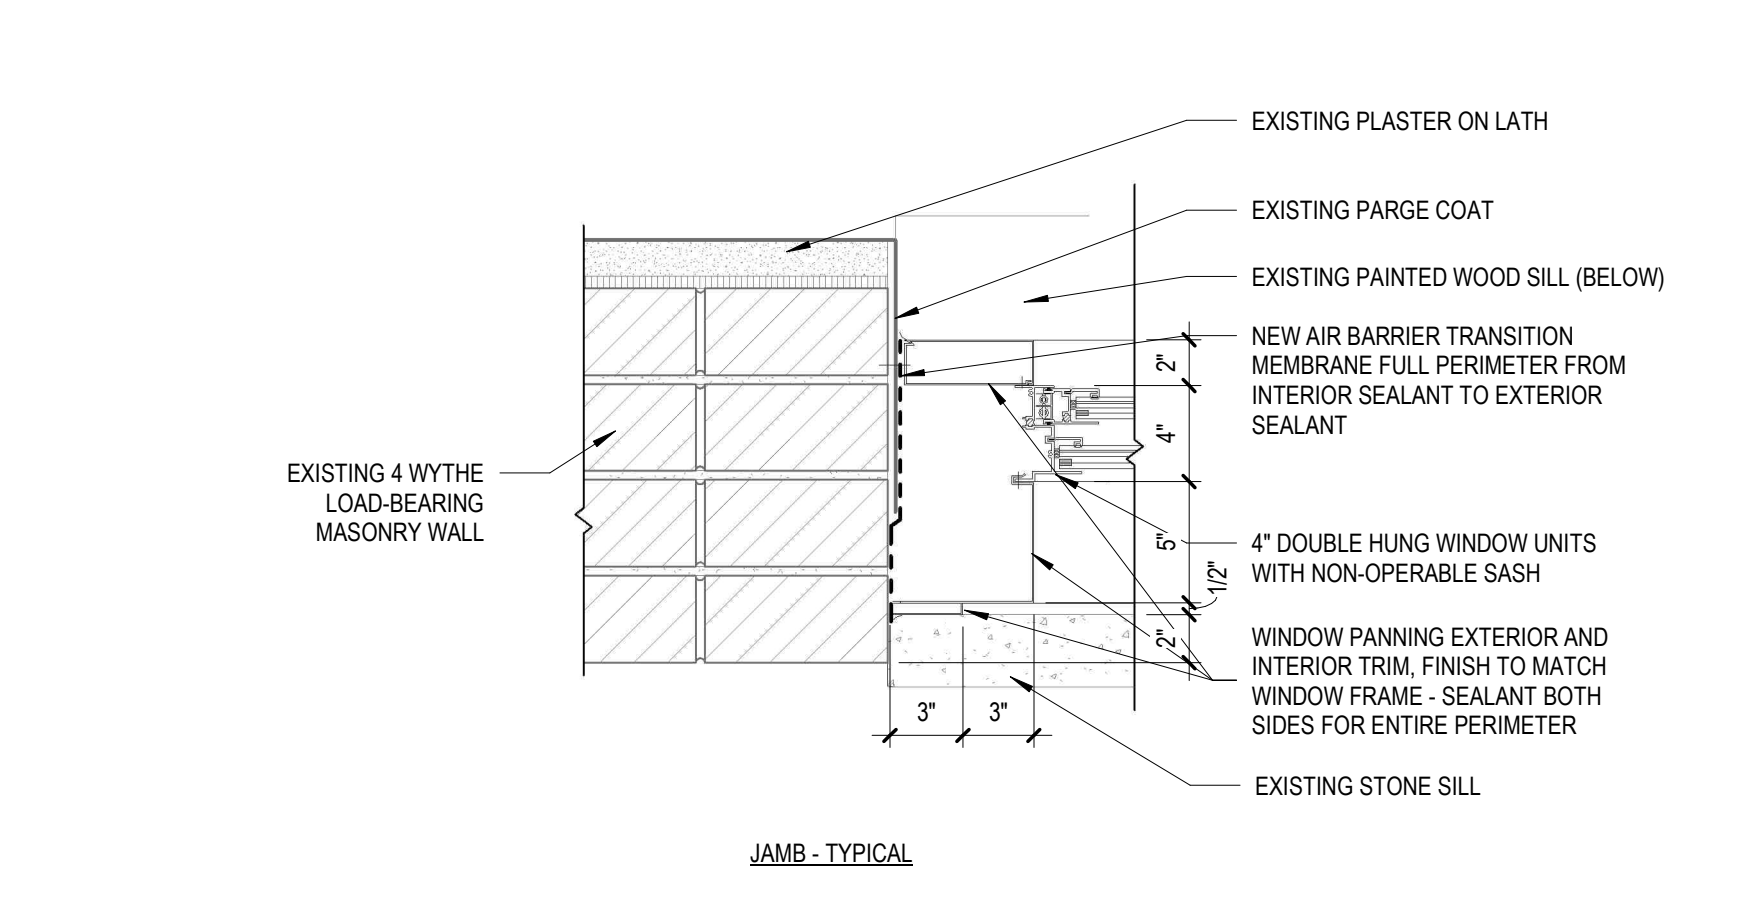 EXISTING PLASTER ON LATH
EXISTING PARGE COAT
EXISTING PAINTED WOOD SILL (BELOW)
NEW AIR BARRIER TRANSITION
MEMBRANE FULL PERIMETER FROM
INTERIOR SEALANT TO EXTERIOR
SEALANT
2"
4"
EXISTING 4 WYTHE
LOAD-BEARING
MASONRY WALL
5"
4" DOUBLE HUNG WINDOW UNITS
WITH NON-OPERABLE SASH
1/2"
2"
WINDOW PANNING EXTERIOR AND
INTERIOR TRIM, FINISH TO MATCH
WINDOW FRAME - SEALANT BOTH
SIDES FOR ENTIRE PERIMETER
3"
3"
EXISTING STONE SILL
JAMB - TYPICAL